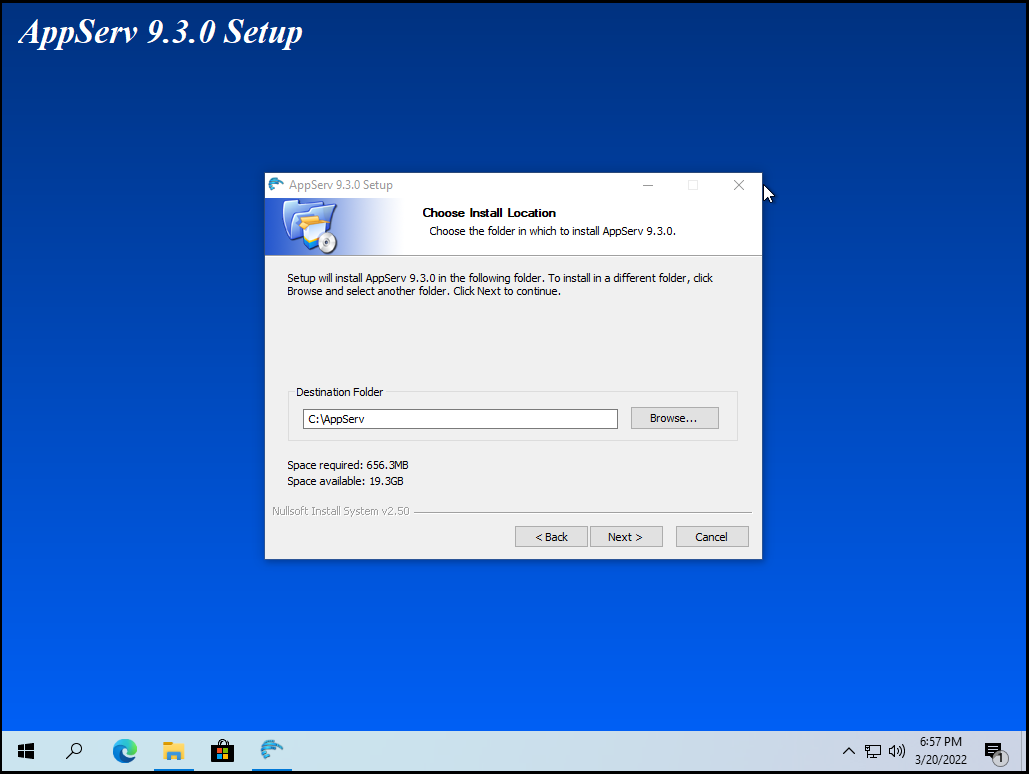 AppServ 9.3.0 Setup
AppServ 9.3.0 Setup
Choose Install Location
Choose the folder in which to install AppServ 9.3.0.
Setup will install AppServ 9.3.0 in the following folder. To install in a different folder, click
Browse and select another folder. Click Next to continue.
Destination Folder
C:\AppServ
Browse...
Space required: 656.3MB
Space available: 19.3GB
Nullsoft Install System v2.50
< Back
Next >
Cancel
6:57 PM
3/20/2022
1